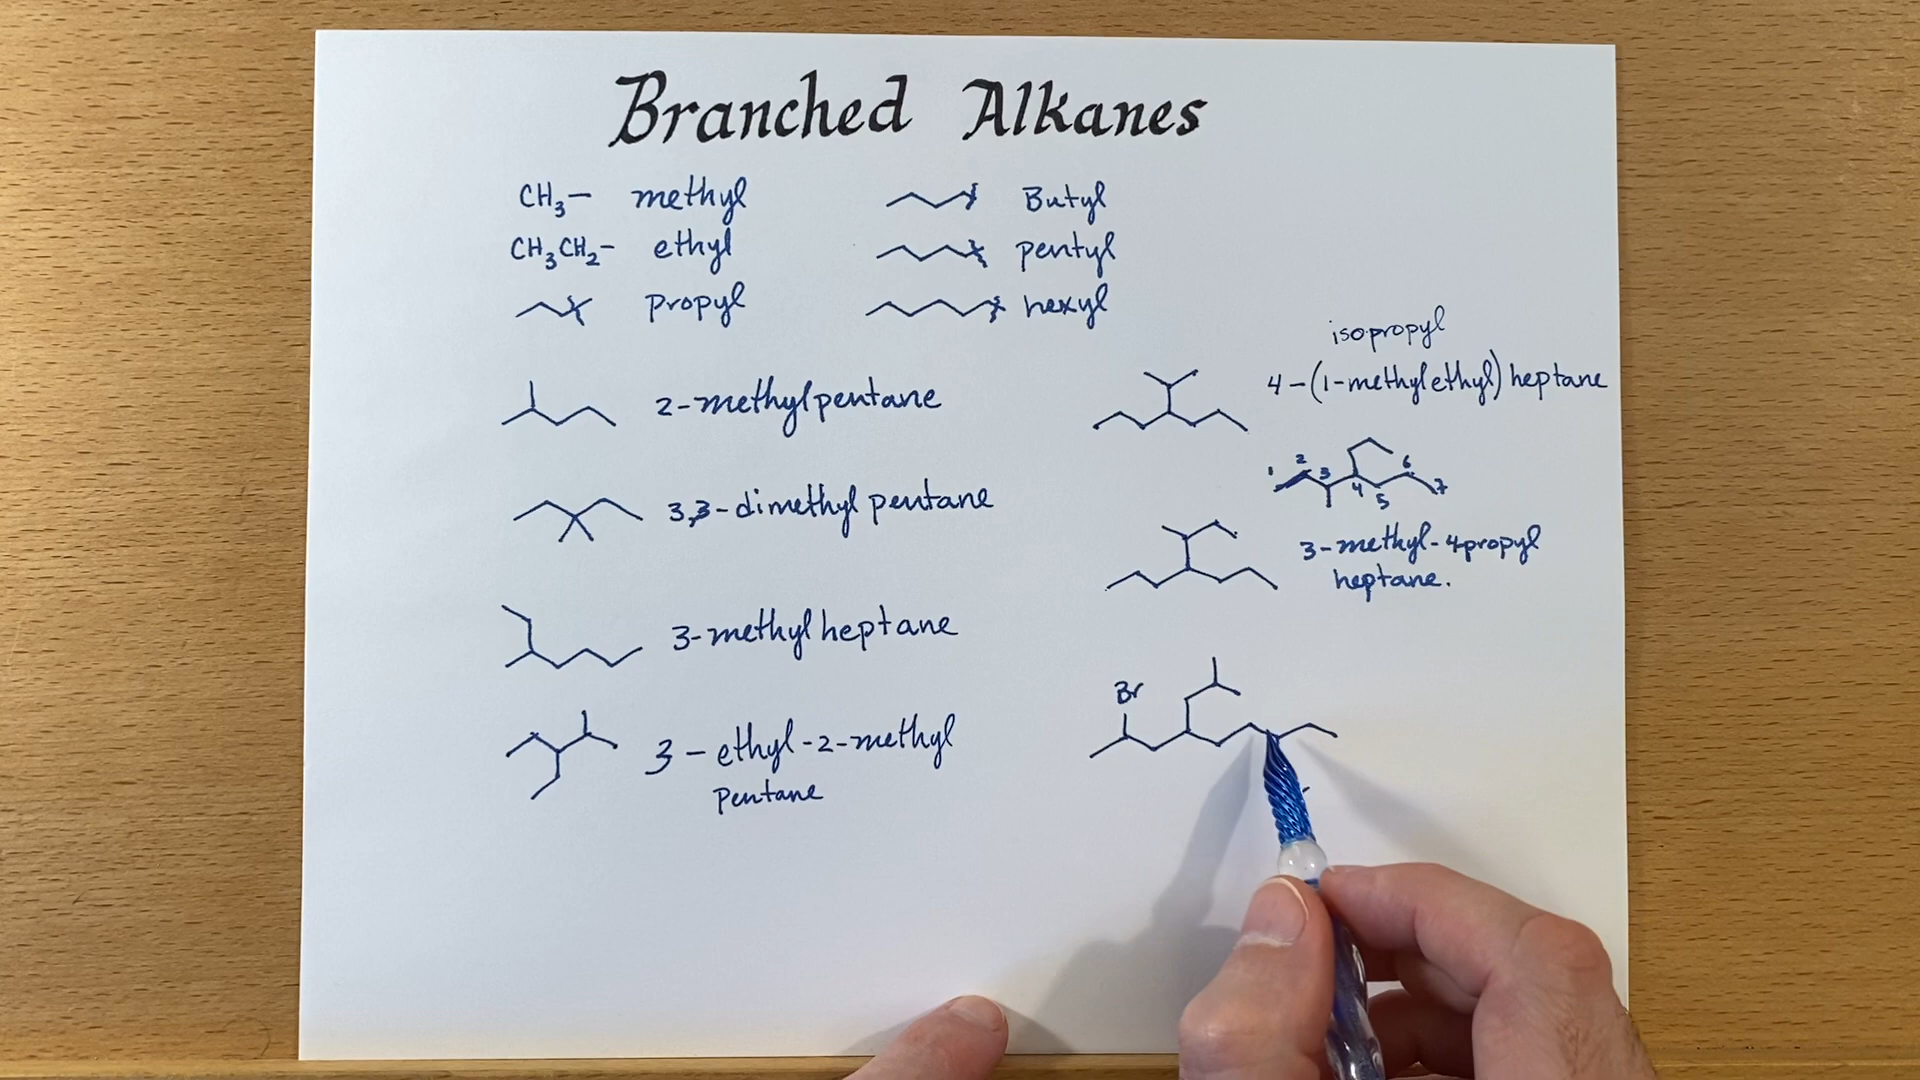 Branched Alkanes
CH3- methyl
CH3CH2- ethyl
propyl
Butyl
pentyl
hexyl
2-methylpentane
3,3-dimethyl pentane
3-methyl heptane
3-ethyl-2-methyl
pentane
isopropyl
4-(1-methylethyl) heptane
1 2 3 4 5 6 7
3-methyl-4propyl
heptane.
Br